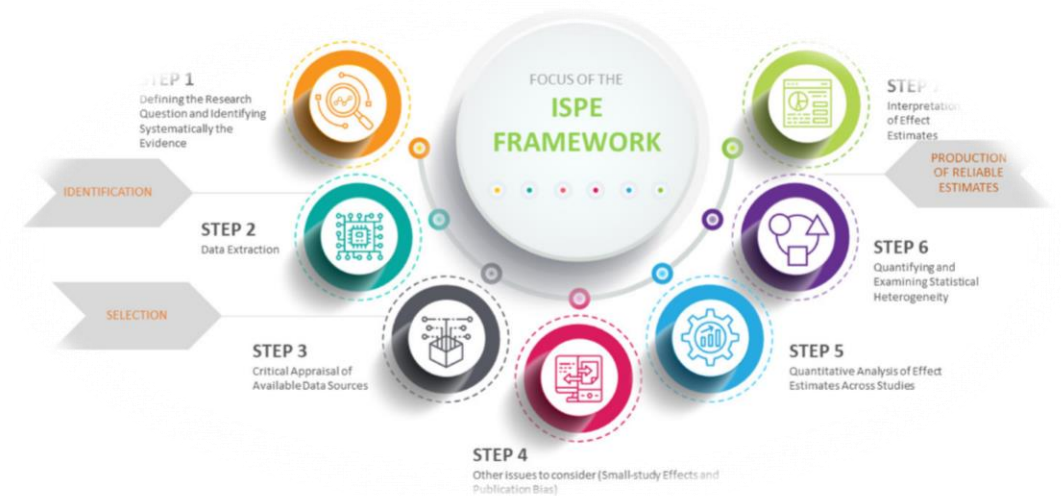 FOCUS OF THE
ISPE
FRAMEWORK
STEP 1
Defining the Research
Question and Identifying
Systematically the
Evidence
IDENTIFICATION
STEP 2
Data Extraction
SELECTION
STEP 3
Critical Appraisal of
Available Data Sources
STEP 4
Other issues to consider (Small-study Effects and
Publication Bias)
STEP 5
Quantitative Analysis of Effect
Estimates Across Studies
STEP 6
Quantifying and
Examining Statistical
Heterogeneity
STEP 7
Interpretation
of Effect
Estimates
PRODUCTION
OF RELIABLE
ESTIMATES